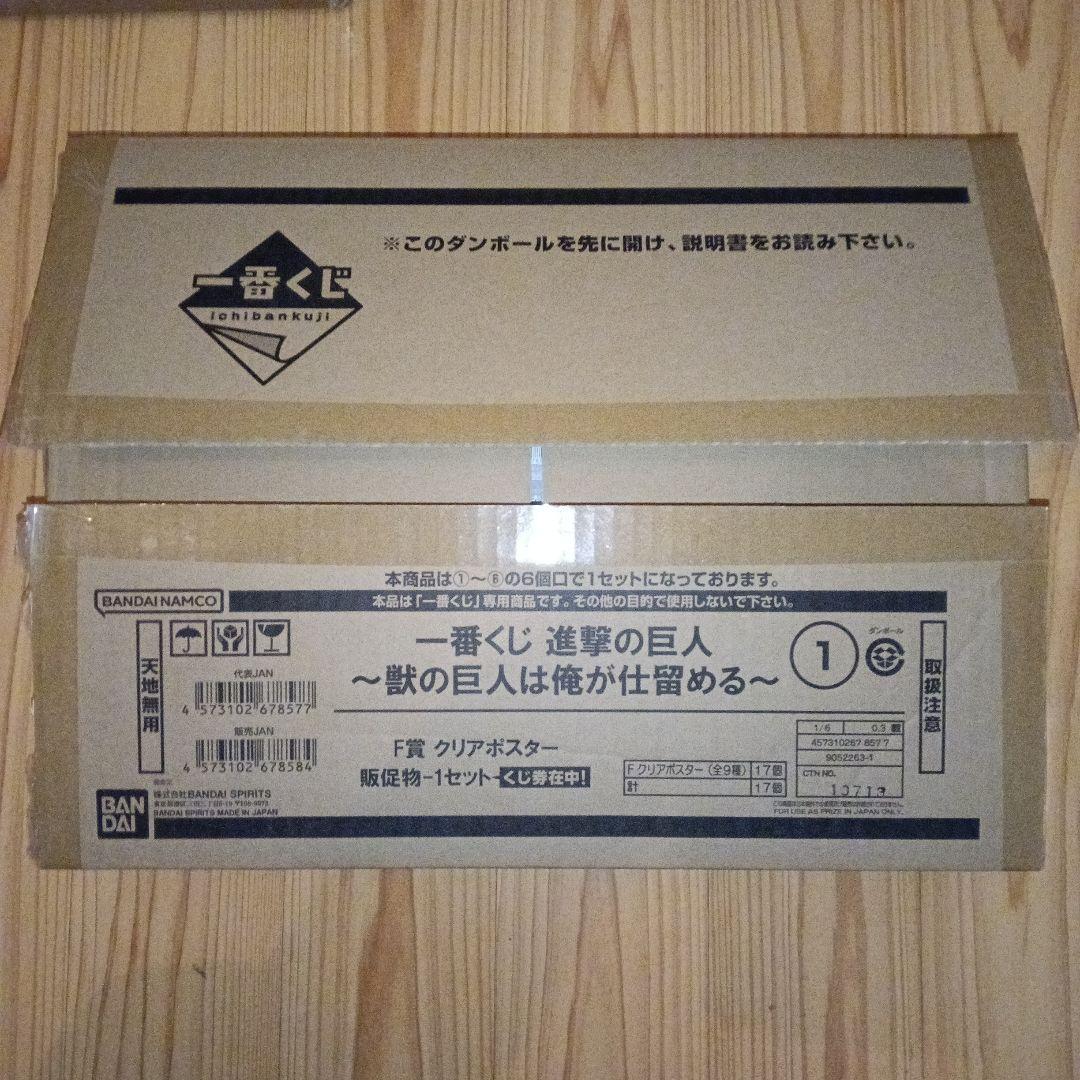 ※このダンボールを先に開け、説明書をお読み下さい。
一番くじ
ichibankuji
本商品は①～⑥の6個口で1セットになっております。
BANDAI NAMCO
本品は「一番くじ」専用商品です。その他の目的で使用しないで下さい。
天地無用
一番くじ 進撃の巨人
～獣の巨人は俺が仕留める～
1
ダンボール
取扱注意
代表JAN
4 573102 678577
販売JAN
4 573102 678584
F賞 クリアポスター
販促物-1セット-くじ券在中!
F クリアポスター（全9種） 17個
計 17個
1/6 0.3
457310267 857 7
9052263-1
CTN NO.
BAN
DAI
株式会社BANDAI SPIRITS
BANDAI SPIRITS MADE IN JAPAN
FOR USE AS PRIZE IN JAPAN ONLY.